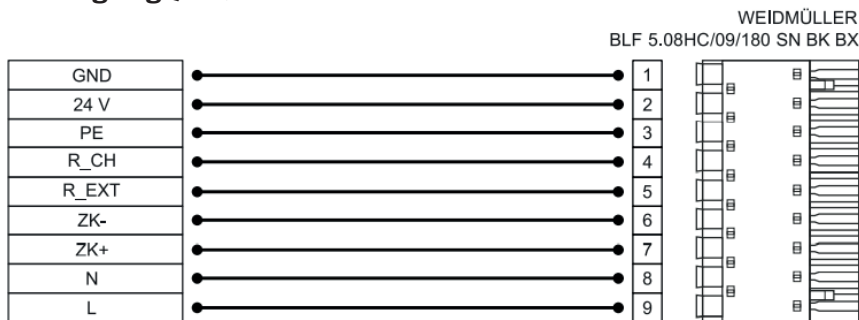 WEIDMÜLLER
BLF 5.08HC/09/180 SN BK BX
GND 1
24 V 2
PE 3
R_CH 4
R_EXT 5
ZK- 6
ZK+ 7
N 8
L 9